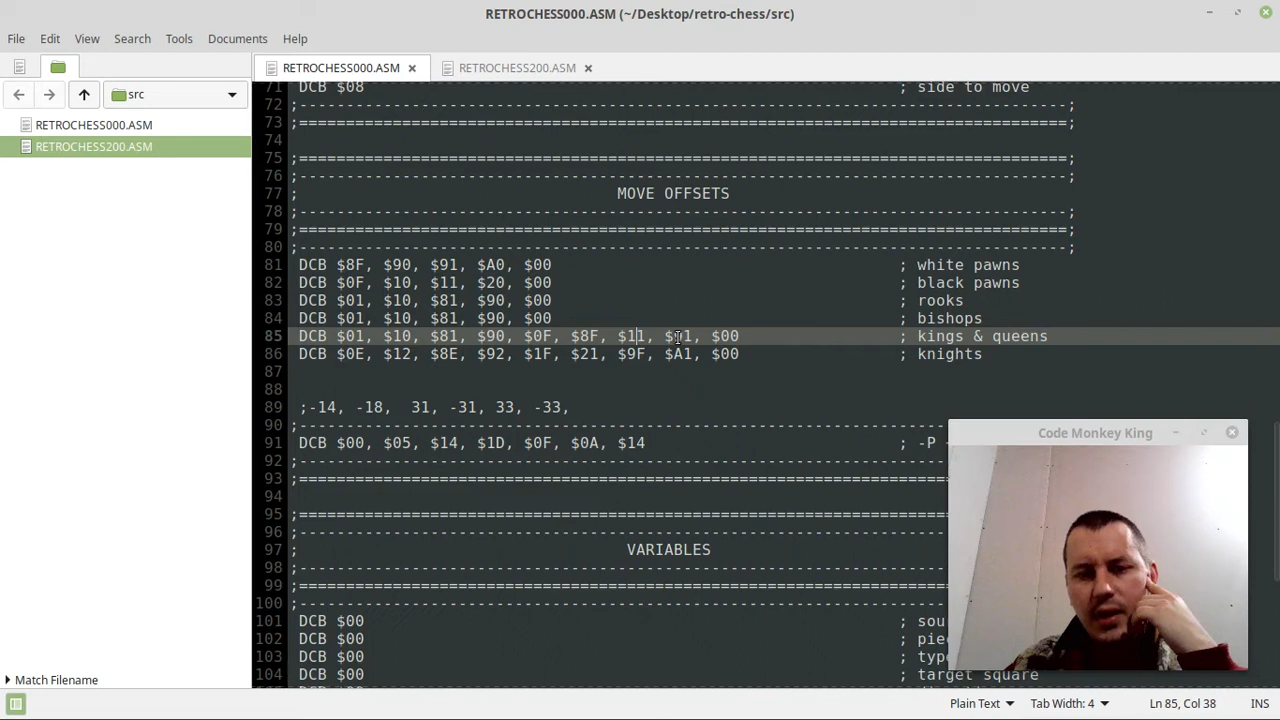 RETROCHESS000.ASM (~/Desktop/retro-chess/src)
File Edit View Search Tools Documents Help
RETROCHESS000.ASM RETROCHESS200.ASM
src
RETROCHESS000.ASM
RETROCHESS200.ASM
71 DCB $08 ; side to move
72 ;----------------------------------------------------------------------------------;
73 ;==================================================================================;
74
75 ;==================================================================================;
76 ;----------------------------------------------------------------------------------;
77 ; MOVE OFFSETS
78 ;----------------------------------------------------------------------------------;
79 ;==================================================================================;
80 ;----------------------------------------------------------------------------------;
81 DCB $8F, $90, $91, $A0, $00 ; white pawns
82 DCB $0F, $10, $11, $20, $00 ; black pawns
83 DCB $01, $10, $81, $90, $00 ; rooks
84 DCB $01, $10, $81, $90, $00 ; bishops
85 DCB $01, $10, $81, $90, $0F, $8F, $11, $00 ; kings & queens
86 DCB $0E, $12, $8E, $92, $1F, $21, $9F, $A1, $00 ; knights
87
88
89 ;-14, -18, 31, -31, 33, -33,
90 ;----------------------------------------------------------------------
91 DCB $00, $05, $14, $1D, $0F, $0A, $14 ; -P
92 ;----------------------------------------------------------------------
93 ;======================================================================
94
95 ;======================================================================
96 ;----------------------------------------------------------------------
97 ; VARIABLES
98 ;----------------------------------------------------------------------
99 ;======================================================================
100 ;----------------------------------------------------------------------
101 DCB $00 ; sou
102 DCB $00 ; pie
103 DCB $00 ; typ
104 DCB $00 ; target square
Code Monkey King
Match Filename
Plain Text Tab Width: 4 Ln 85, Col 38 INS